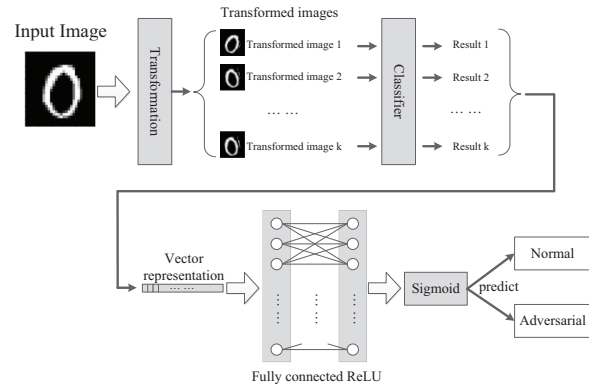 Input Image
Transformation
Transformed images
Transformed image 1
Transformed image 2
... ...
Transformed image k
Classifier
Result 1
Result 2
... ...
Result k
Vector
representation
... ...
Fully connected ReLU
Sigmoid
predict
Normal
Adversarial